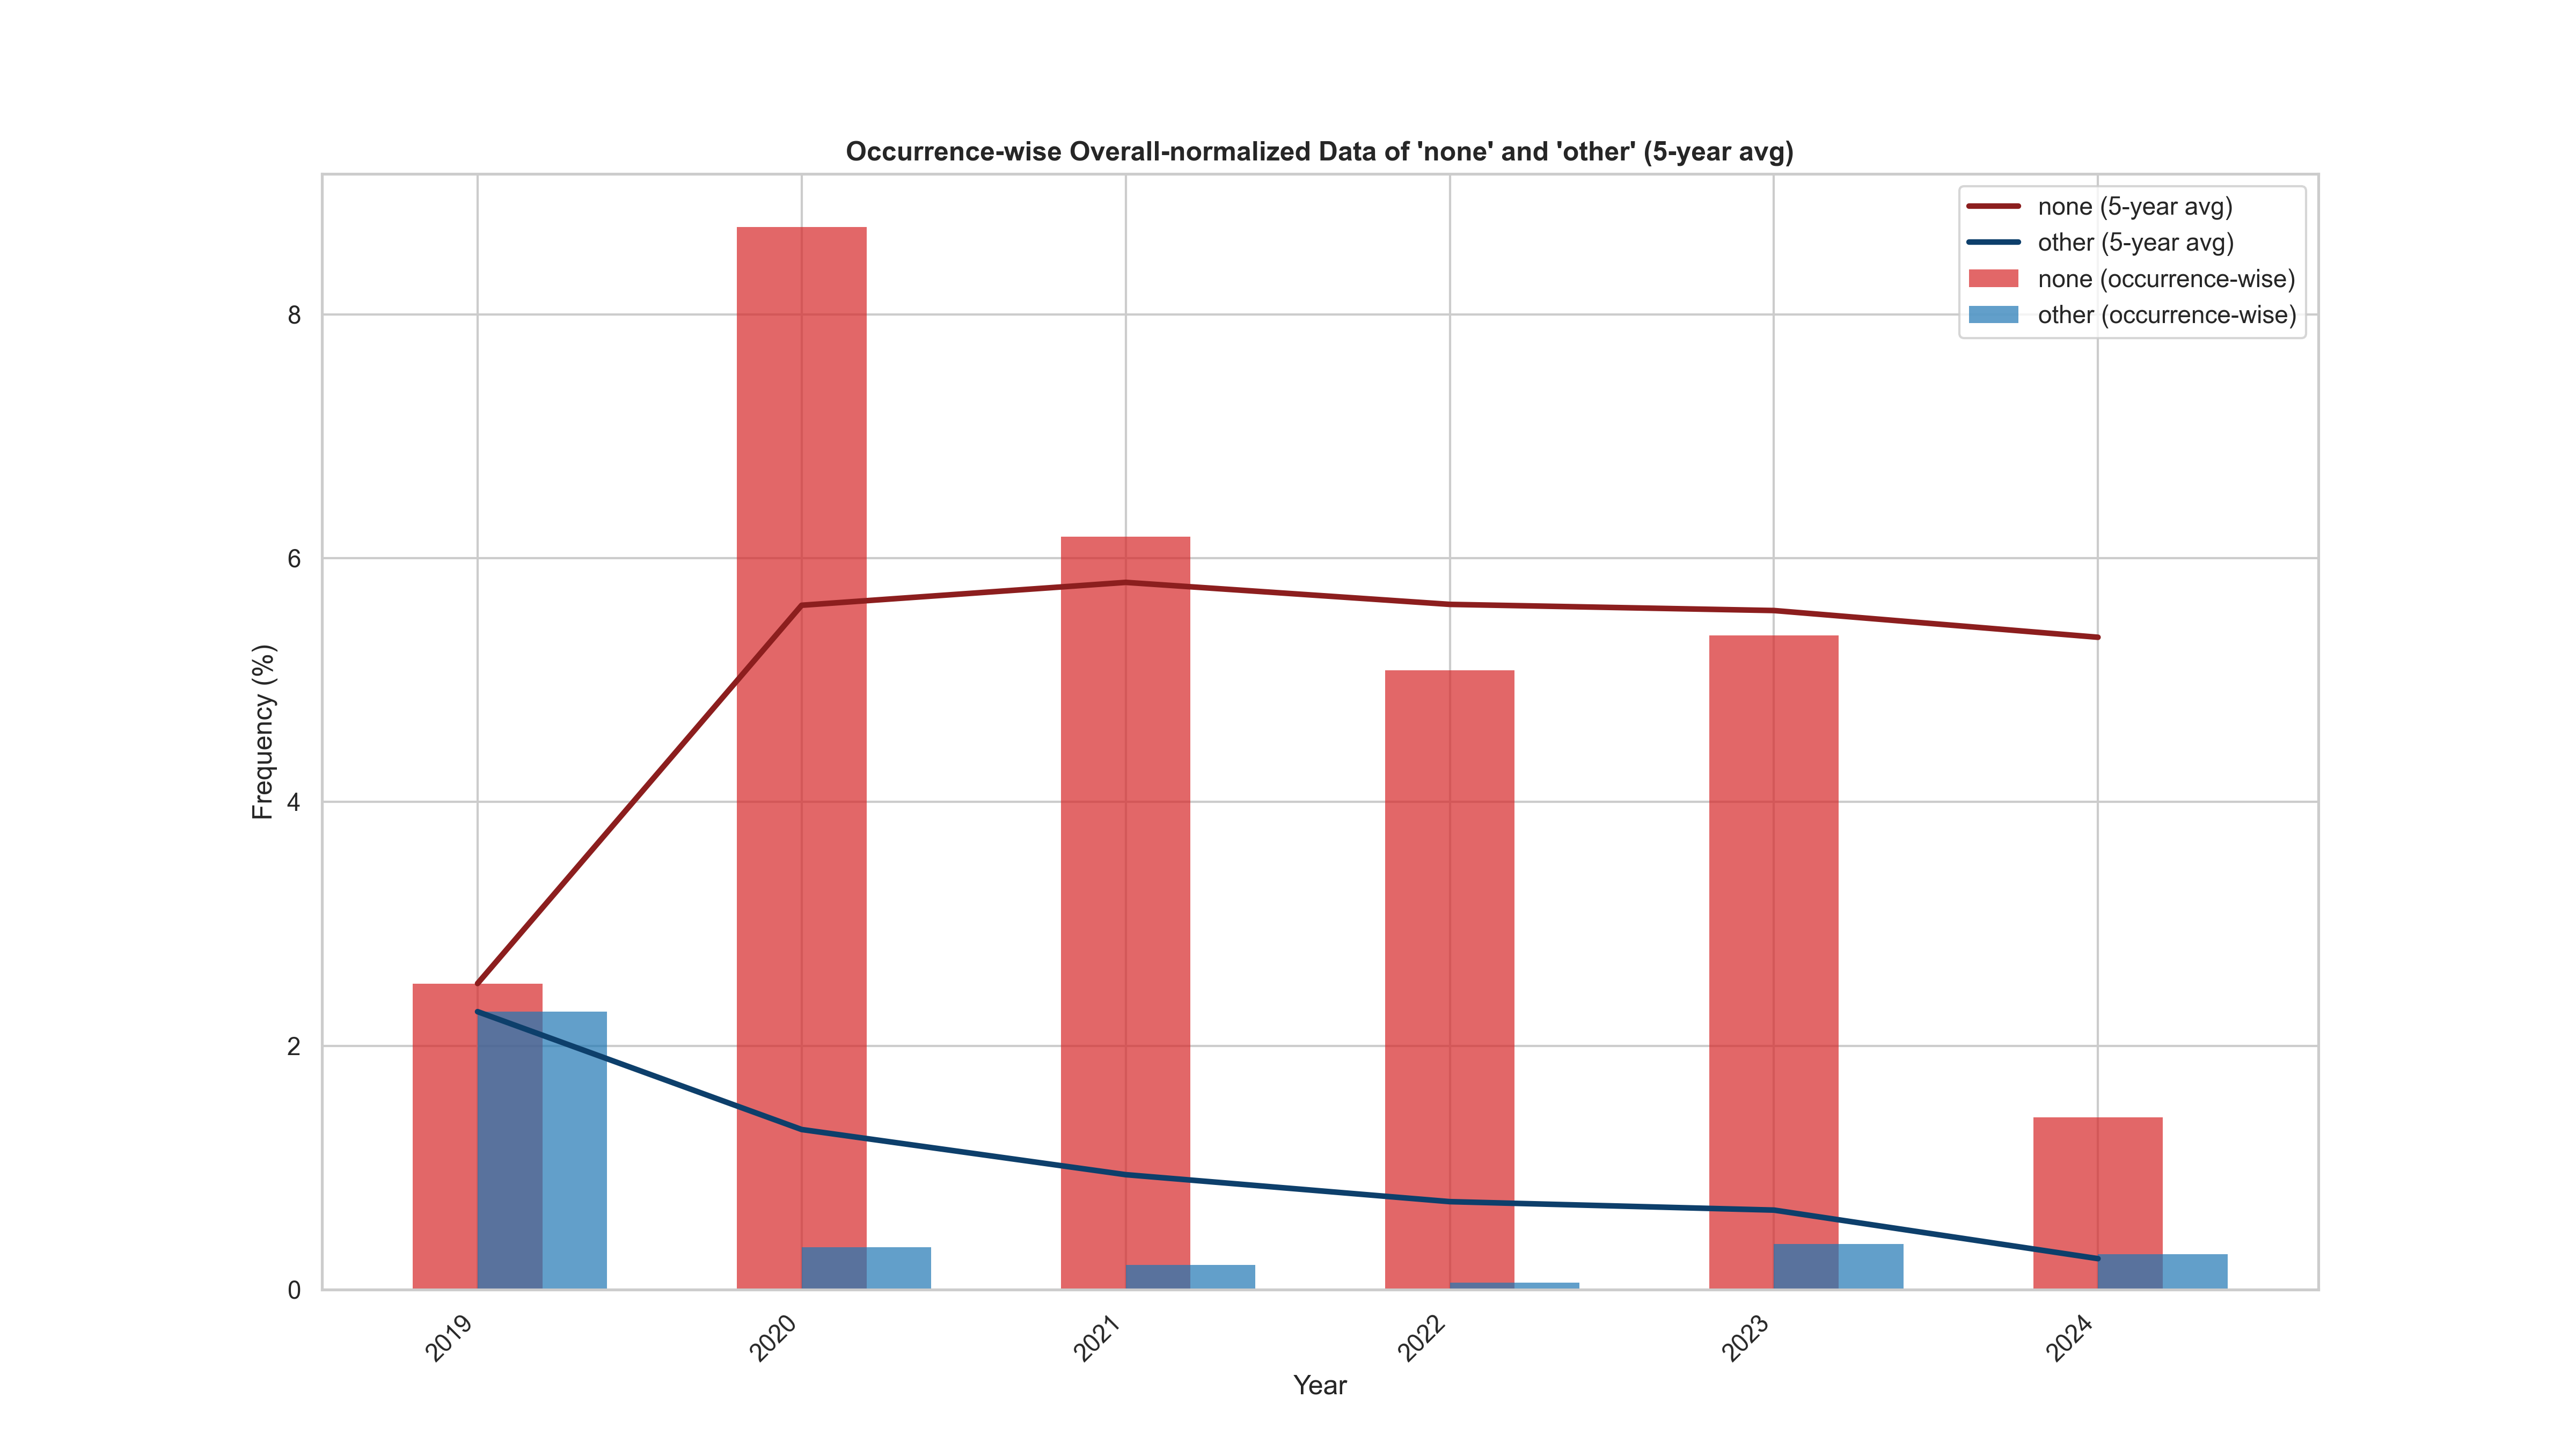 Occurrence-wise Overall-normalized Data of 'none' and 'other' (5-year avg)
none (5-year avg)
other (5-year avg)
none (occurrence-wise)
other (occurrence-wise)
Frequency (%)
8
6
4
2
0
2019
2020
2021
2022
2023
2024
Year